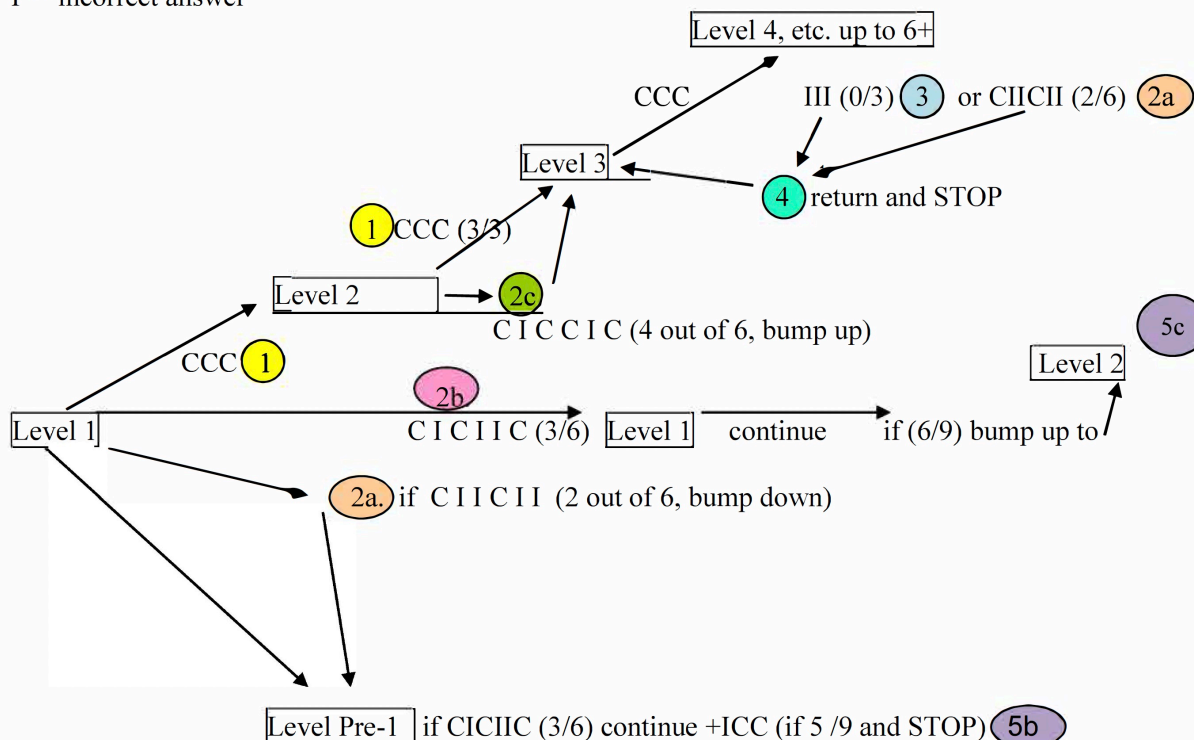 I   incorrect answer
Level 4, etc. up to 6+
CCC
III (0/3) 3 or CIICII (2/6) 2a
Level 3
4 return and STOP
1 CCC (3/3)
Level 2
2c
C I C C I C (4 out of 6, bump up)
5c
CCC 1
Level 2
2b.
Level 1
C I C I I C (3/6)
Level 1
continue
if (6/9) bump up to
2a. if C I I C I I (2 out of 6, bump down)
Level Pre-1 if CICIIC (3/6) continue +ICC (if 5 /9 and STOP) 5b